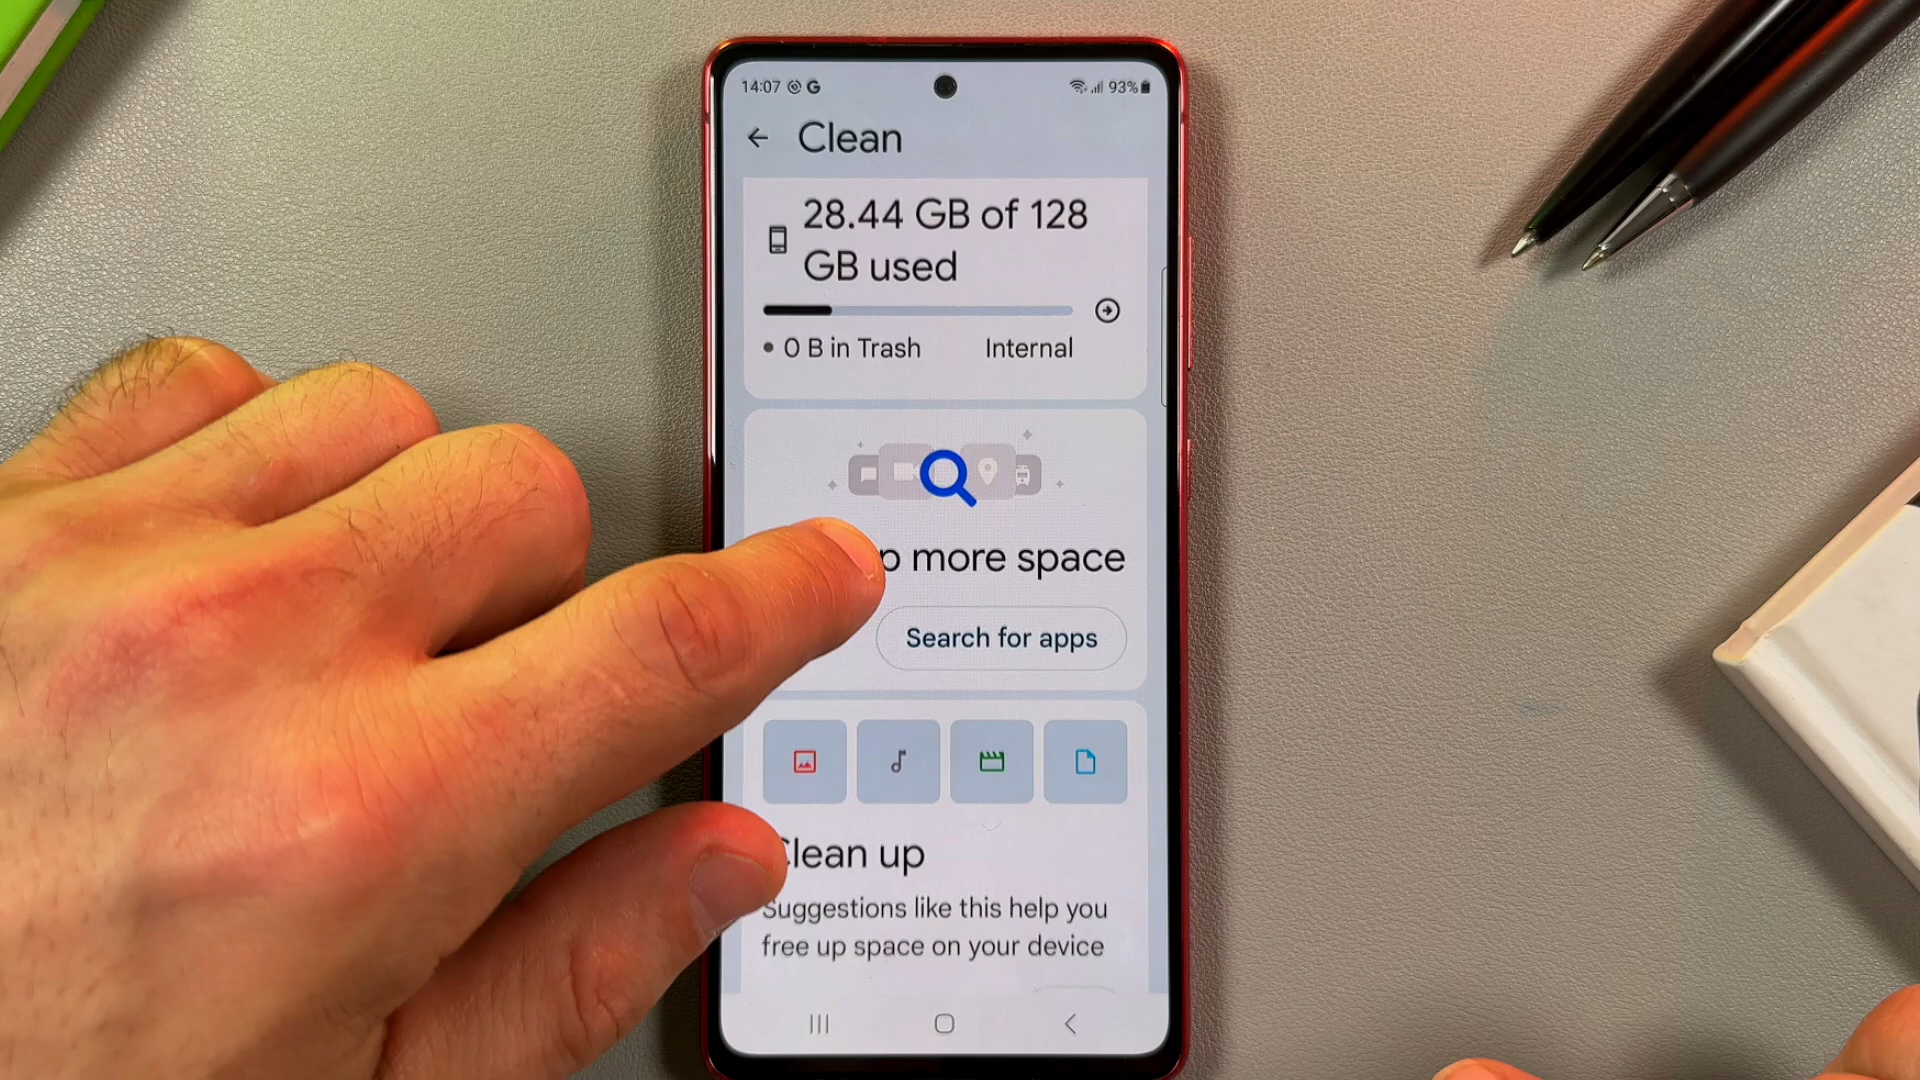 14:07 G 93%
Clean
28.44 GB of 128
GB used
0 B in Trash Internal
more space
Search for apps
Clean up
Suggestions like this help you
free up space on your device